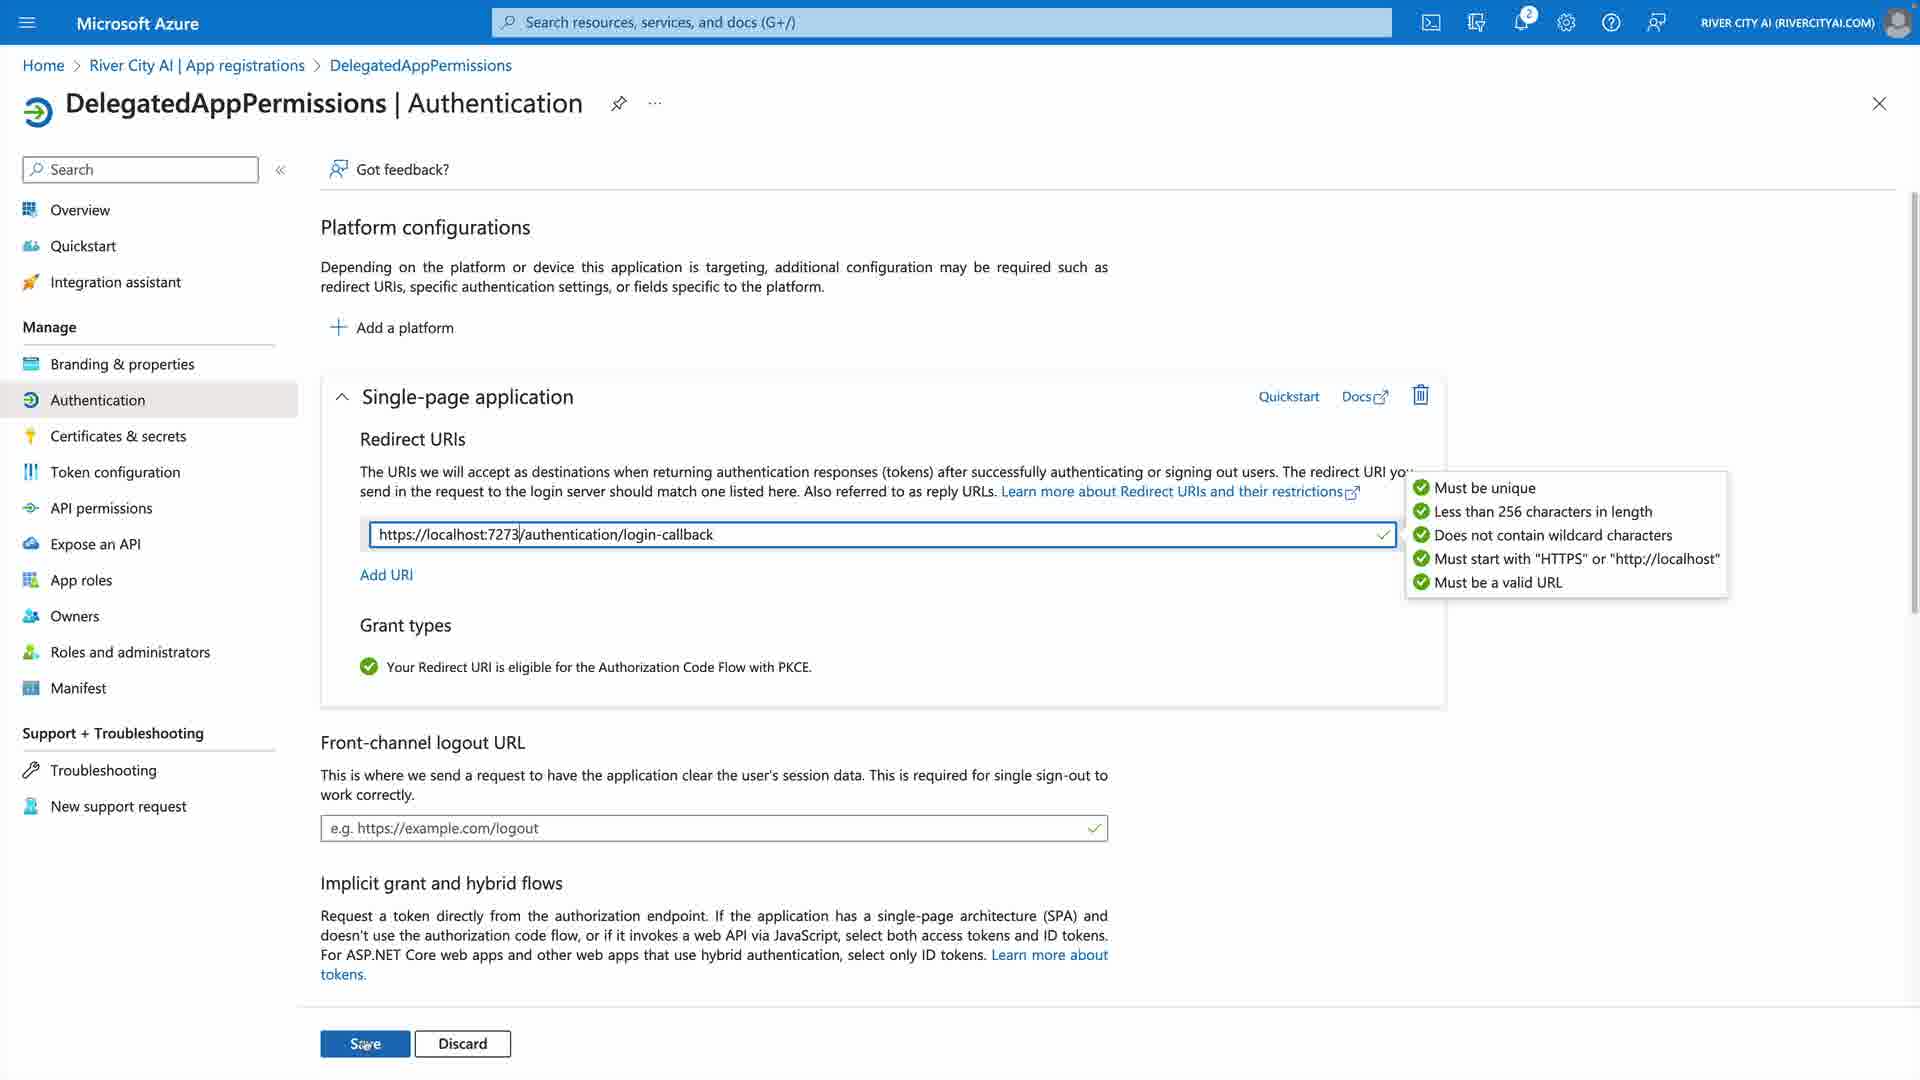 Microsoft Azure
Search resources, services, and docs (G+/)
2
RIVER CITY AI (RIVERCITYAI.COM)
Home > River City AI | App registrations > DelegatedAppPermissions
DelegatedAppPermissions | Authentication
Search
Got feedback?
Overview
Quickstart
Integration assistant
Manage
Branding & properties
Authentication
Certificates & secrets
Token configuration
API permissions
Expose an API
App roles
Owners
Roles and administrators
Manifest
Support + Troubleshooting
Troubleshooting
New support request
Platform configurations
Depending on the platform or device this application is targeting, additional configuration may be required such as
redirect URIs, specific authentication settings, or fields specific to the platform.
Add a platform
Single-page application
Quickstart
Docs
Redirect URIs
The URIs we will accept as destinations when returning authentication responses (tokens) after successfully authenticating or signing out users. The redirect URI you
send in the request to the login server should match one listed here. Also referred to as reply URLs. Learn more about Redirect URIs and their restrictions
https://localhost:7273/authentication/login-callback
Must be unique
Less than 256 characters in length
Does not contain wildcard characters
Must start with "HTTPS" or "http://localhost"
Must be a valid URL
Add URI
Grant types
Your Redirect URI is eligible for the Authorization Code Flow with PKCE.
Front-channel logout URL
This is where we send a request to have the application clear the user's session data. This is required for single sign-out to
work correctly.
e.g. https://example.com/logout
Implicit grant and hybrid flows
Request a token directly from the authorization endpoint. If the application has a single-page architecture (SPA) and
doesn't use the authorization code flow, or if it invokes a web API via JavaScript, select both access tokens and ID tokens.
For ASP.NET Core web apps and other web apps that use hybrid authentication, select only ID tokens. Learn more about
tokens.
Save
Discard